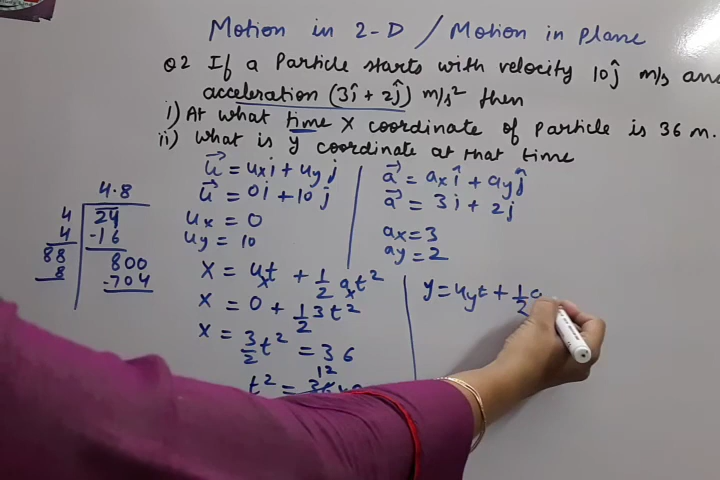 Motion in 2-D / Motion in Plane
Q2 If a Particle starts with velocity 10ĵ m/s and
acceleration (3î + 2ĵ) m/s² then
i) At what time X coordinate of Particle is 36 m.
ii) What is y coordinate at that time
u⃗ = uxi + uyj
u⃗ = 0i + 10j
ux = 0
uy = 10
a⃗ = axî + ayĵ
a⃗ = 3i + 2j
ax = 3
ay = 2
4.8
4 24
4 -16
88 800
8 -704
X = uxt + 1/2 axt²
X = 0 + 1/2 3t²
X = 3/2 t² = 36
12
t² =
y = uyt + 1/2